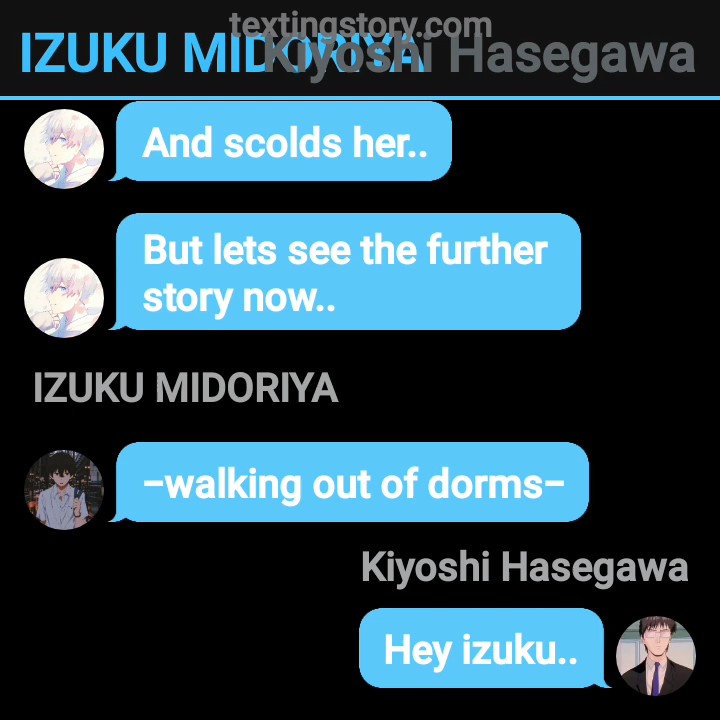 textingstory.com
IZUKU MIDORIYA Kiyoshi Hasegawa
And scolds her..
But lets see the further
story now..
IZUKU MIDORIYA
–walking out of dorms–
Kiyoshi Hasegawa
Hey izuku..